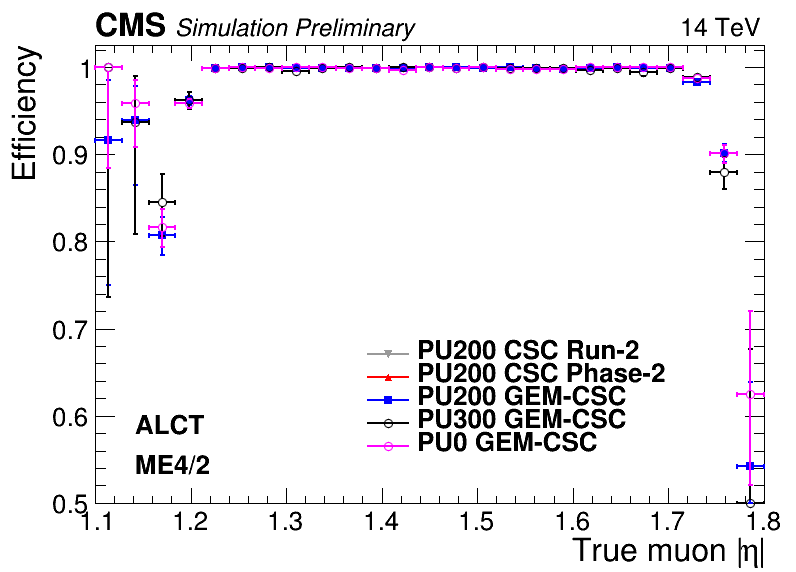 CMS Simulation Preliminary 14 TeV
Efficiency
1
0.9
0.8
0.7
0.6
0.5
PU200 CSC Run-2
PU200 CSC Phase-2
PU200 GEM-CSC
PU300 GEM-CSC
PU0 GEM-CSC
ALCT
ME4/2
1.1 1.2 1.3 1.4 1.5 1.6 1.7 1.8
True muon |η|